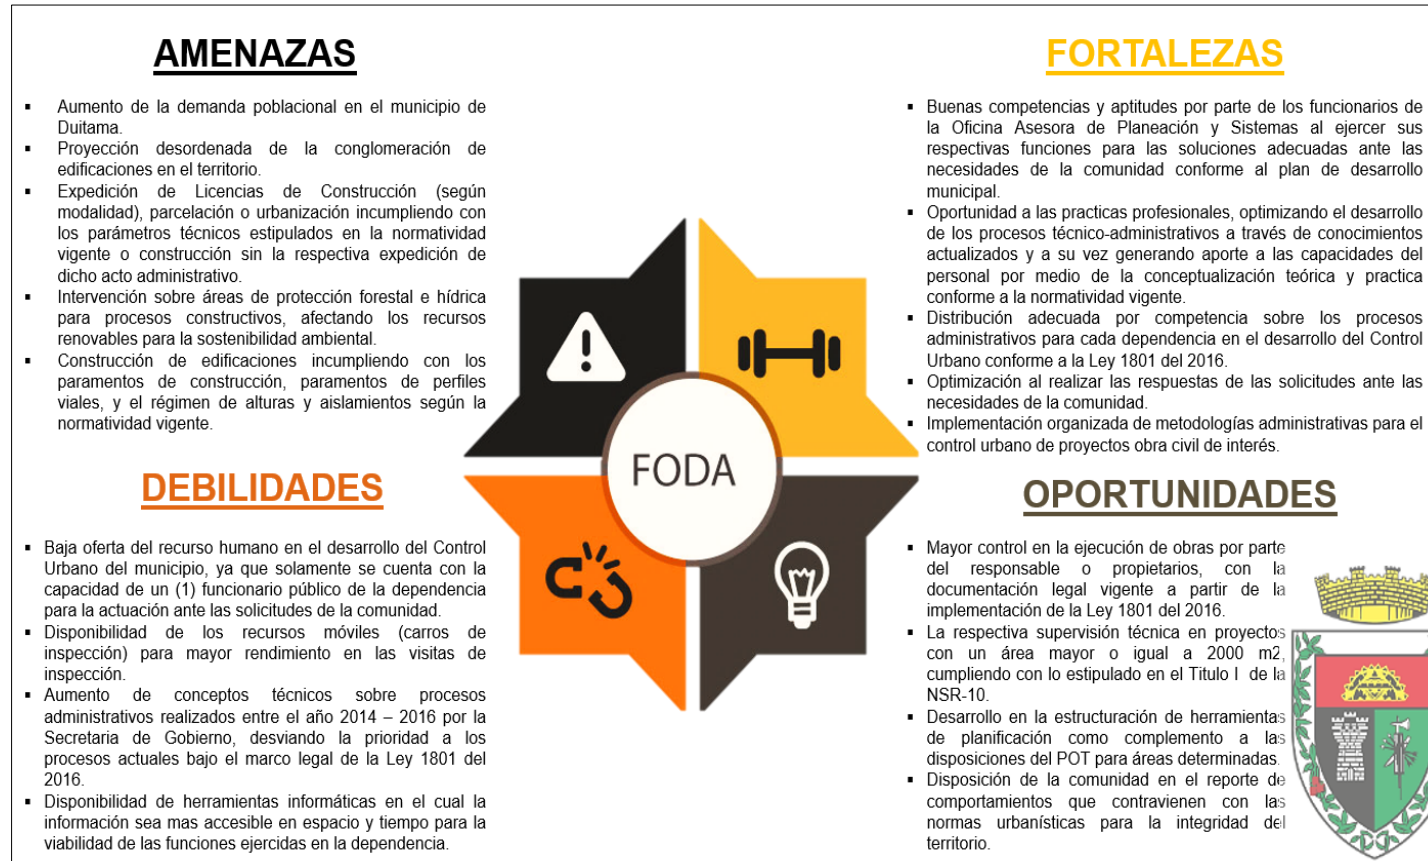 AMENAZAS
▪ Aumento de la demanda poblacional en el municipio de
Duitama.
▪ Proyección desordenada de la conglomeración de
edificaciones en el territorio.
▪ Expedición de Licencias de Construcción (según
modalidad), parcelación o urbanización incumpliendo con
los parámetros técnicos estipulados en la normatividad
vigente o construcción sin la respectiva expedición de
dicho acto administrativo.
▪ Intervención sobre áreas de protección forestal e hídrica
para procesos constructivos, afectando los recursos
renovables para la sostenibilidad ambiental.
▪ Construcción de edificaciones incumpliendo con los
paramentos de construcción, paramentos de perfiles
viales, y el régimen de alturas y aislamientos según la
normatividad vigente.
FORTALEZAS
▪ Buenas competencias y aptitudes por parte de los funcionarios de
la Oficina Asesora de Planeación y Sistemas al ejercer sus
respectivas funciones para las soluciones adecuadas ante las
necesidades de la comunidad conforme al plan de desarrollo
municipal.
▪ Oportunidad a las practicas profesionales, optimizando el desarrollo
de los procesos técnico-administrativos a través de conocimientos
actualizados y a su vez generando aporte a las capacidades del
personal por medio de la conceptualización teórica y practica
conforme a la normatividad vigente.
▪ Distribución adecuada por competencia sobre los procesos
administrativos para cada dependencia en el desarrollo del Control
Urbano conforme a la Ley 1801 del 2016.
▪ Optimización al realizar las respuestas de las solicitudes ante las
necesidades de la comunidad.
▪ Implementación organizada de metodologías administrativas para el
control urbano de proyectos obra civil de interés.
FODA
DEBILIDADES
▪ Baja oferta del recurso humano en el desarrollo del Control
Urbano del municipio, ya que solamente se cuenta con la
capacidad de un (1) funcionario público de la dependencia
para la actuación ante las solicitudes de la comunidad.
▪ Disponibilidad de los recursos móviles (carros de
inspección) para mayor rendimiento en las visitas de
inspección.
▪ Aumento de conceptos técnicos sobre procesos
administrativos realizados entre el año 2014 – 2016 por la
Secretaria de Gobierno, desviando la prioridad a los
procesos actuales bajo el marco legal de la Ley 1801 del
2016.
▪ Disponibilidad de herramientas informáticas en el cual la
información sea mas accesible en espacio y tiempo para la
viabilidad de las funciones ejercidas en la dependencia.
OPORTUNIDADES
▪ Mayor control en la ejecución de obras por parte
del responsable o propietarios, con la
documentación legal vigente a partir de la
implementación de la Ley 1801 del 2016.
▪ La respectiva supervisión técnica en proyectos
con un área mayor o igual a 2000 m2,
cumpliendo con lo estipulado en el Titulo I de la
NSR-10.
▪ Desarrollo en la estructuración de herramientas
de planificación como complemento a las
disposiciones del POT para áreas determinadas.
▪ Disposición de la comunidad en el reporte de
comportamientos que contravienen con las
normas urbanísticas para la integridad del
territorio.